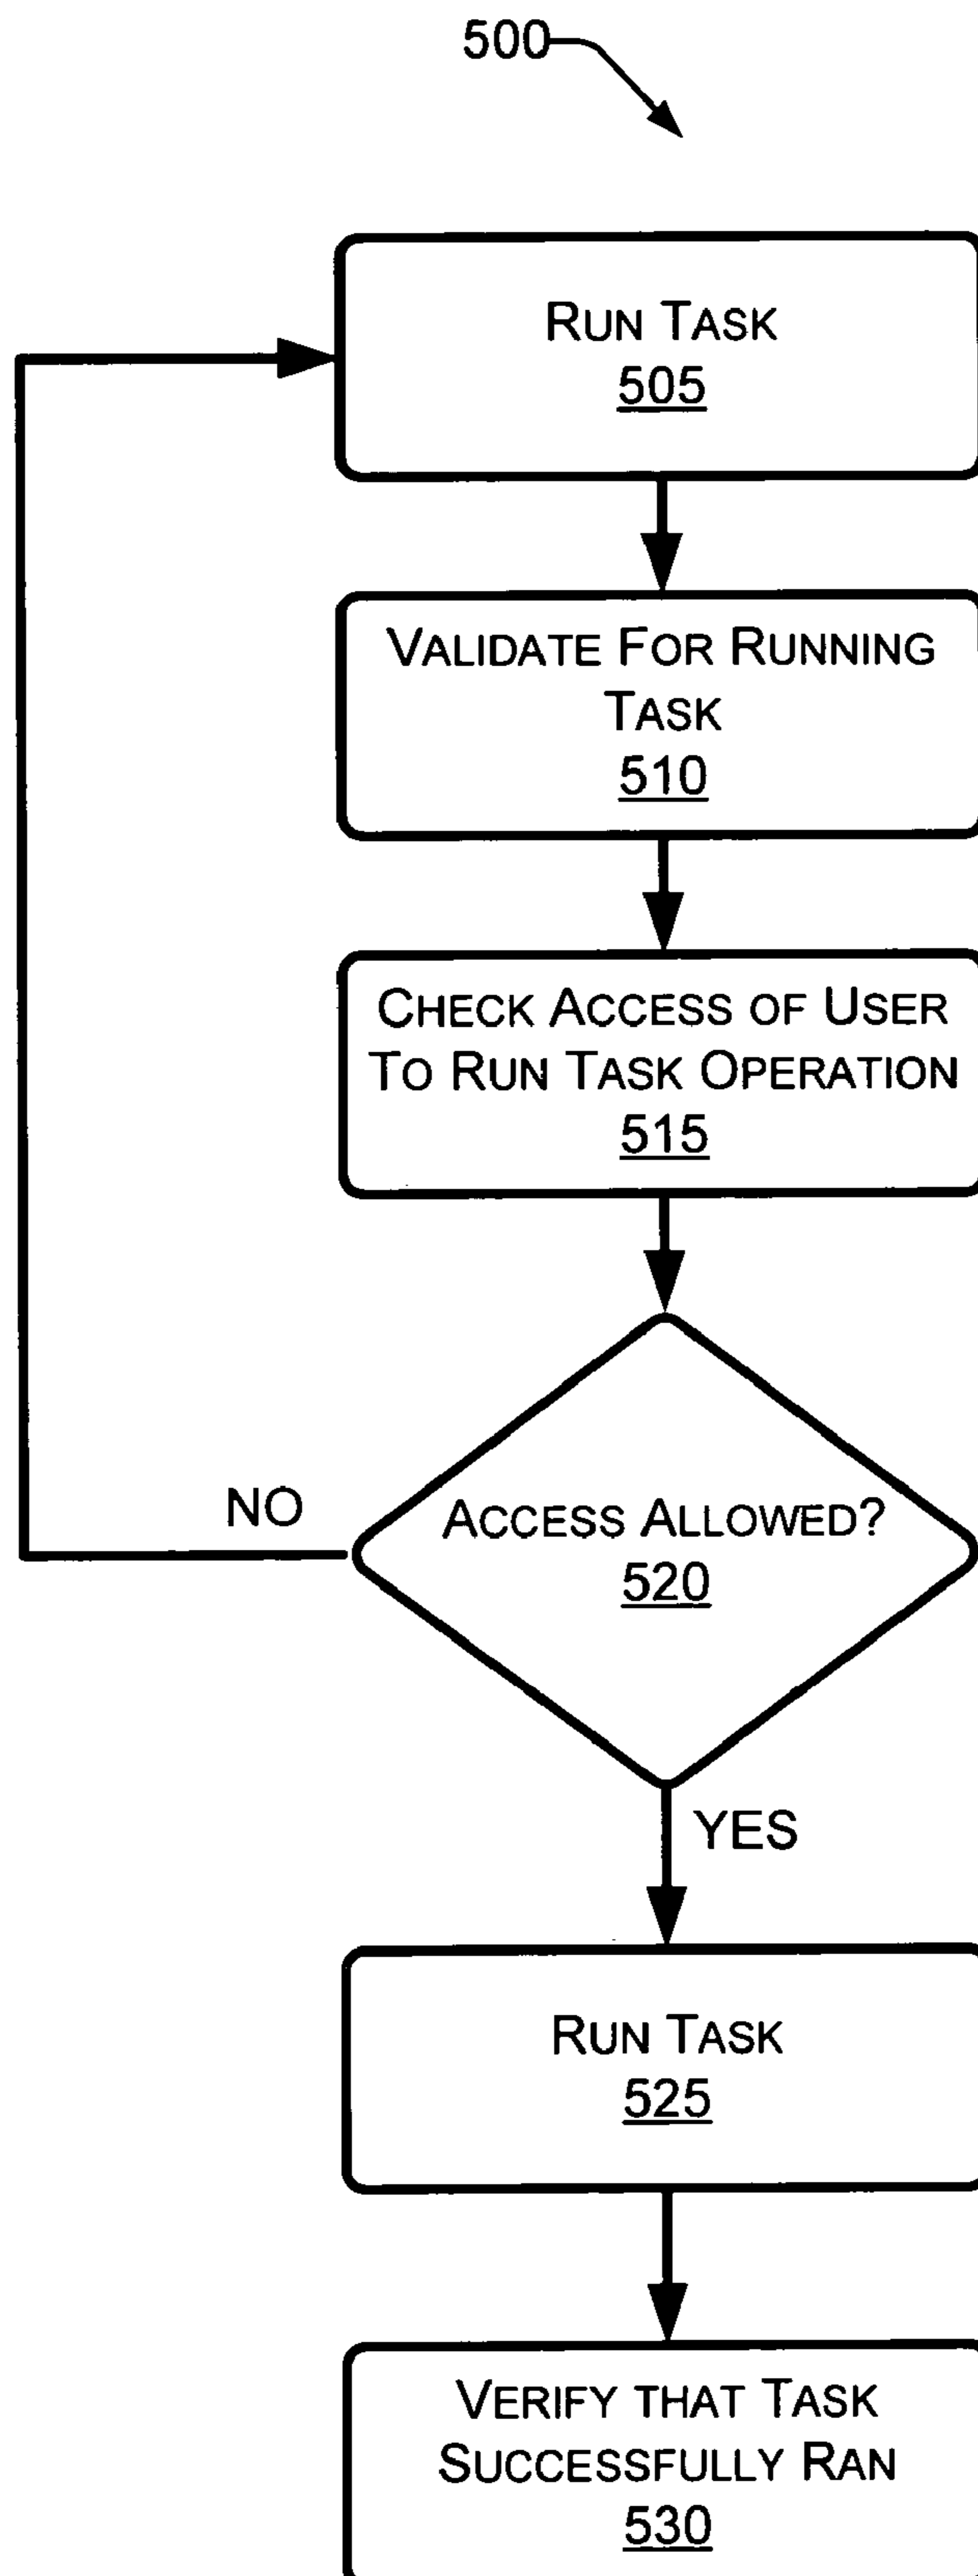 500
RUN TASK
505
VALIDATE FOR RUNNING
TASK
510
CHECK ACCESS OF USER
TO RUN TASK OPERATION
515
ACCESS ALLOWED?
520
NO
YES
RUN TASK
525
VERIFY THAT TASK
SUCCESSFULLY RAN
530